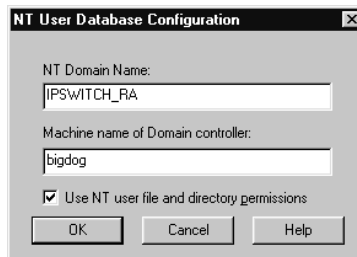 NT User Database Configuration
NT Domain Name:
IPSWITCH_RA
Machine name of Domain controller:
bigdog
Use NT user file and directory permissions
OK Cancel Help